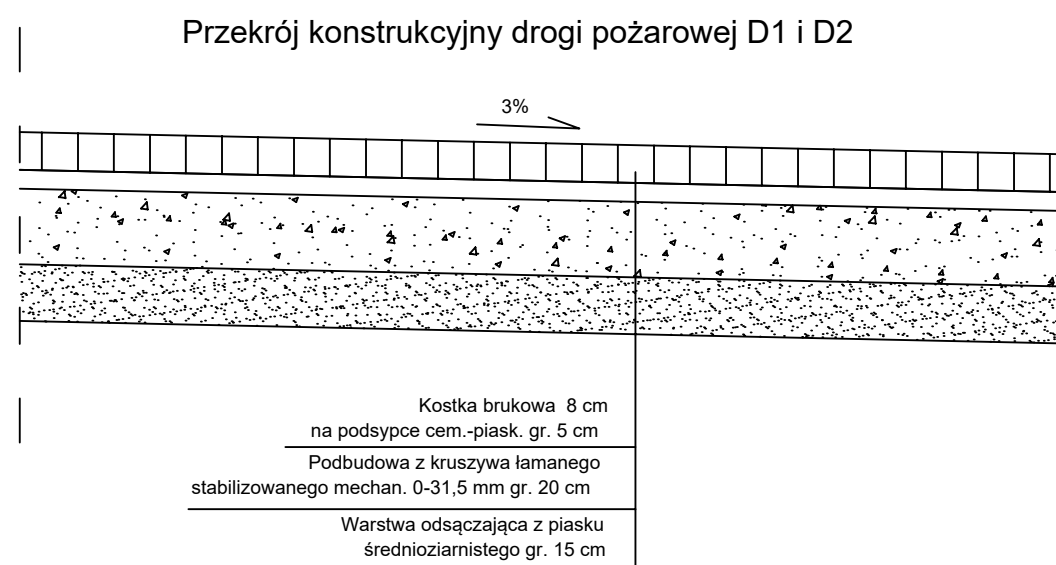 Przekrój konstrukcyjny drogi pożarowej D1 i D2
3%
Kostka brukowa 8 cm
na podsypce cem.-piask. gr. 5 cm
Podbudowa z kruszywa łamanego
stabilizowanego mechan. 0-31,5 mm gr. 20 cm
Warstwa odsączająca z piasku
średnioziarnistego gr. 15 cm